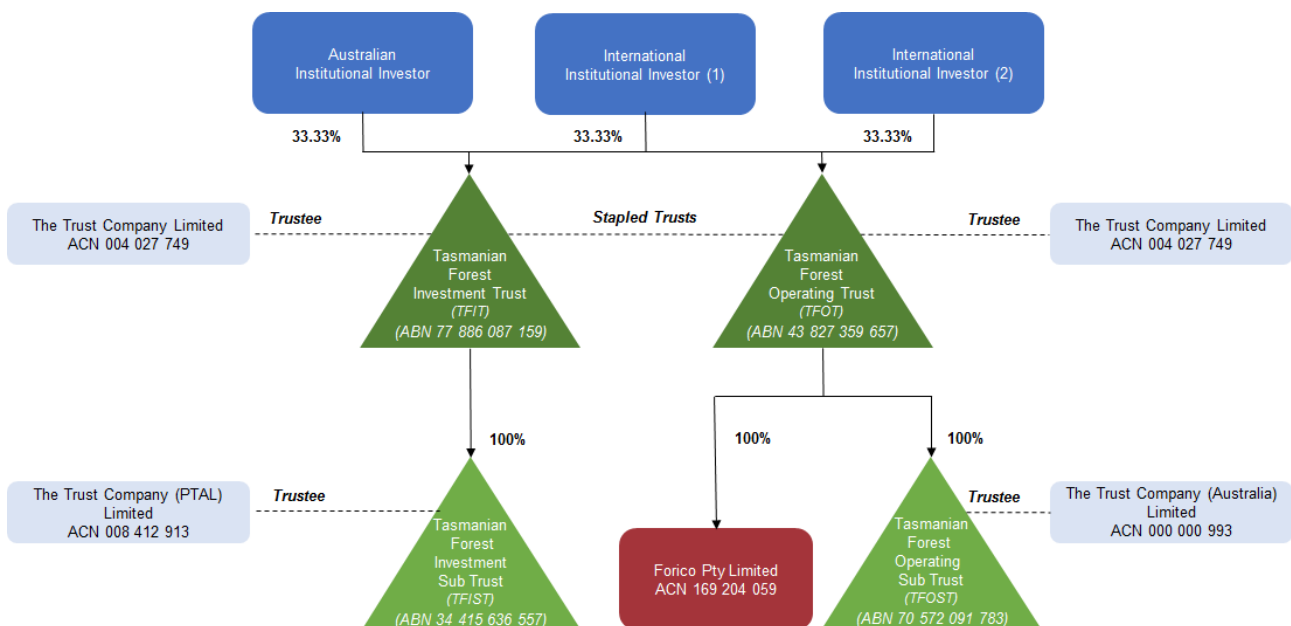 Australian
Institutional Investor
International
Institutional Investor (1)
International
Institutional Investor (2)
33.33%
33.33%
33.33%
The Trust Company Limited
ACN 004 027 749
Trustee
Stapled Trusts
Trustee
The Trust Company Limited
ACN 004 027 749
Tasmanian
Forest
Investment Trust
(TFIT)
(ABN 77 886 087 159)
Tasmanian
Forest
Operating Trust
(TFOT)
(ABN 43 827 359 657)
100%
100%
100%
The Trust Company (PTAL)
Limited
ACN 008 412 913
Trustee
Tasmanian
Forest
Investment
Sub Trust
(TFIST)
(ABN 34 415 636 557)
Forico Pty Limited
ACN 169 204 059
Tasmanian
Forest
Operating
Sub Trust
(TFOST)
(ABN 70 572 091 783)
Trustee
The Trust Company (Australia)
Limited
ACN 000 000 993